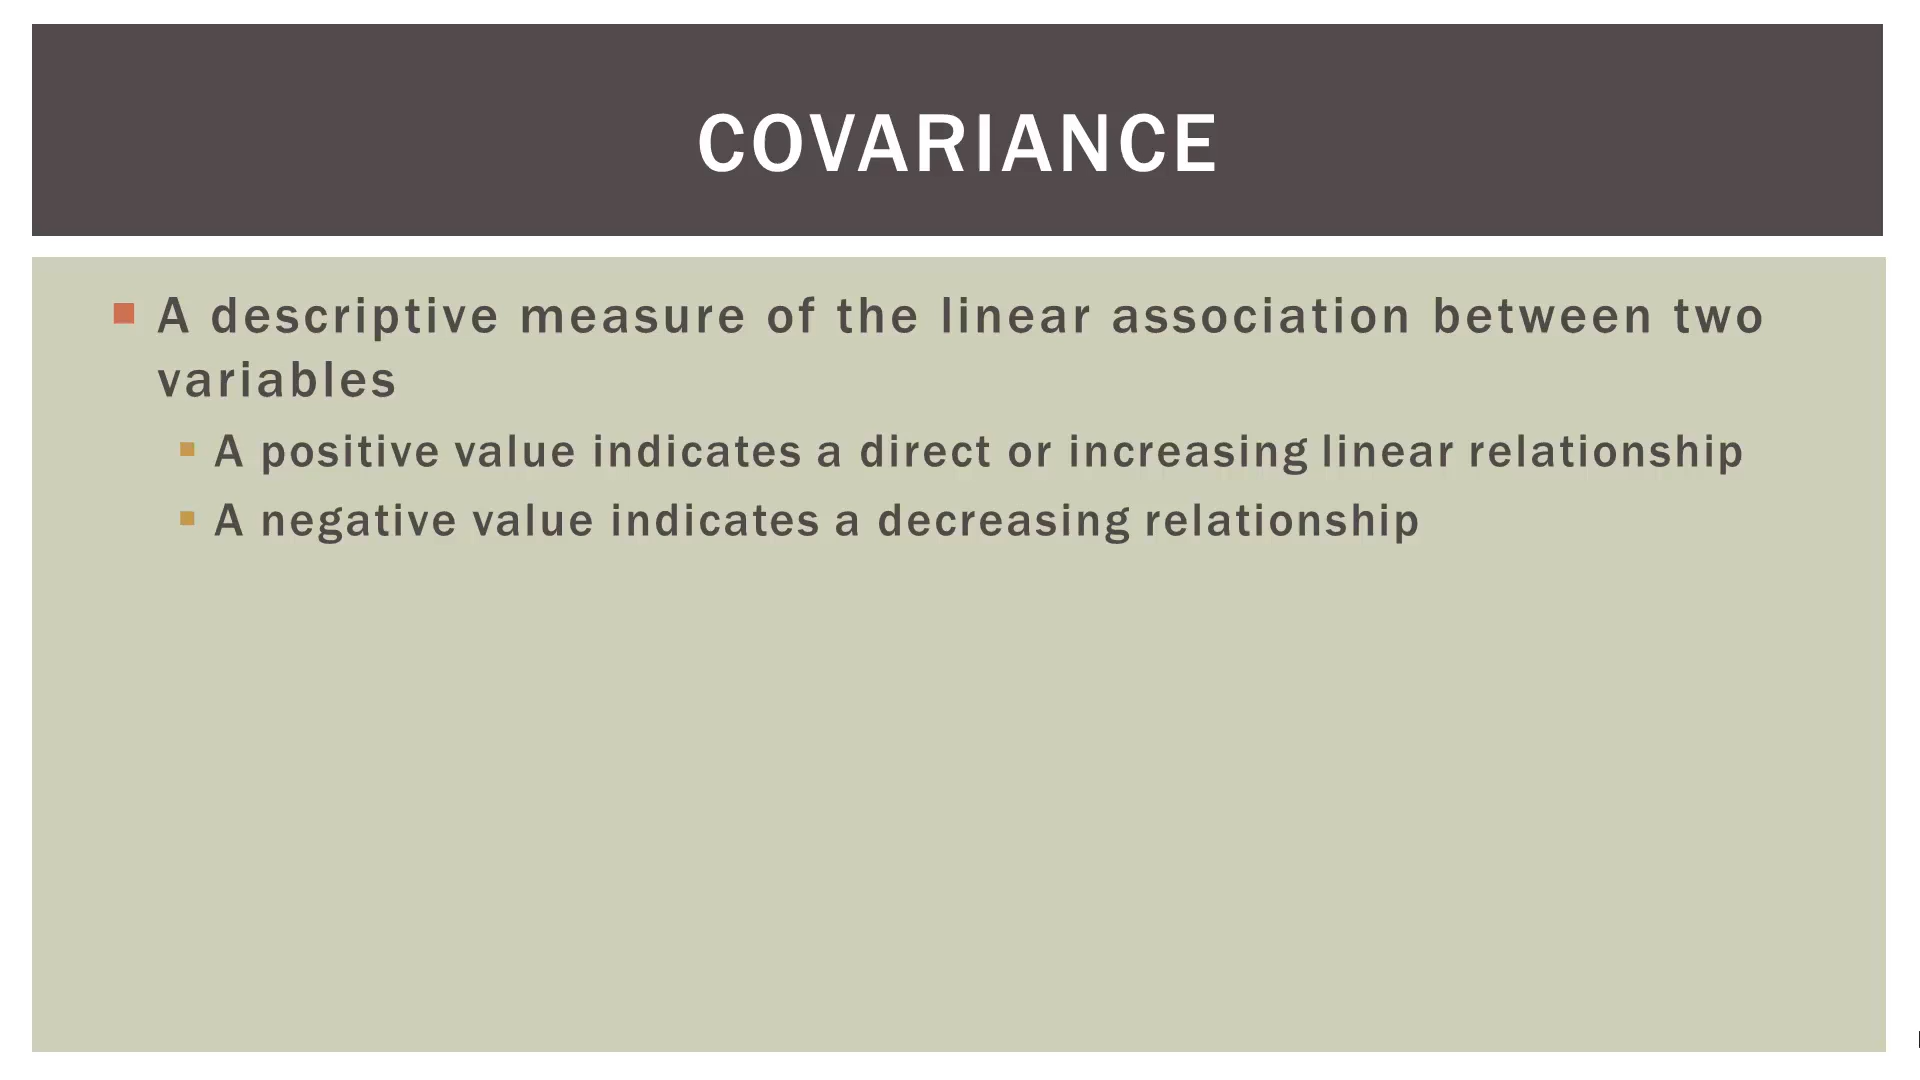 COVARIANCE
A descriptive measure of the linear association between two
variables
A positive value indicates a direct or increasing linear relationship
A negative value indicates a decreasing relationship